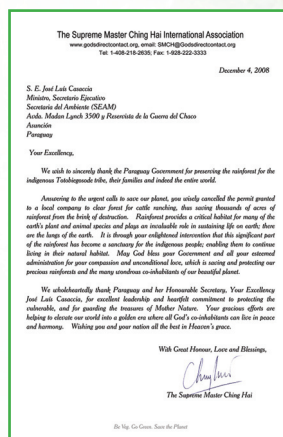 The Supreme Master Ching Hai International Association
www.godsdirectcontact.org, email: SMCH@Godsdirectcontact.org
Tel: 1-408-218-2635; Fax: 1-928-222-3333
December 4, 2008
S. E. José Luís Casaccia
Ministro, Secretario Ejecutivo
Secretaría del Ambiente (SEAM)
Avda. Madan Lynch 3500 y Reservista de la Guerra del Chaco
Asunción
Paraguay
Your Excellency,
We wish to sincerely thank the Paraguay Government for preserving the rainforest for the
indigenous Totobiegosode tribe, their families and indeed the entire world.
Answering to the urgent calls to save our planet, you wisely cancelled the permit granted
to a local company to clear forest for cattle ranching, thus saving thousands of acres of
rainforest from the brink of destruction. Rainforest provides a critical habitat for many of the
earth's plant and animal species and plays an incalculable role in sustaining life on earth; there
are the lungs of the earth. It is through your enlightened intervention that this significant part
of the rainforest has become a sanctuary for the indigenous people; enabling them to continue
living in their natural habitat. May God bless your Government and all your esteemed
administration for your compassion and unconditional love, which is saving and protecting our
precious rainforests and the many wondrous co-inhabitants of our beautiful planet.
We wholeheartedly thank Paraguay and her Honourable Secretary, Your Excellency
José Luís Casaccia, for excellent leadership and heartfelt commitment to protecting the
vulnerable, and for guarding the treasures of Mother Nature. Your gracious efforts are
helping to elevate our world into a golden era where all God's co-inhabitants can live in peace
and harmony. Wishing you and your nation all the best in Heaven's grace.
With Great Honour, Love and Blessings,
The Supreme Master Ching Hai
Be Veg. Go Green. Save the Planet